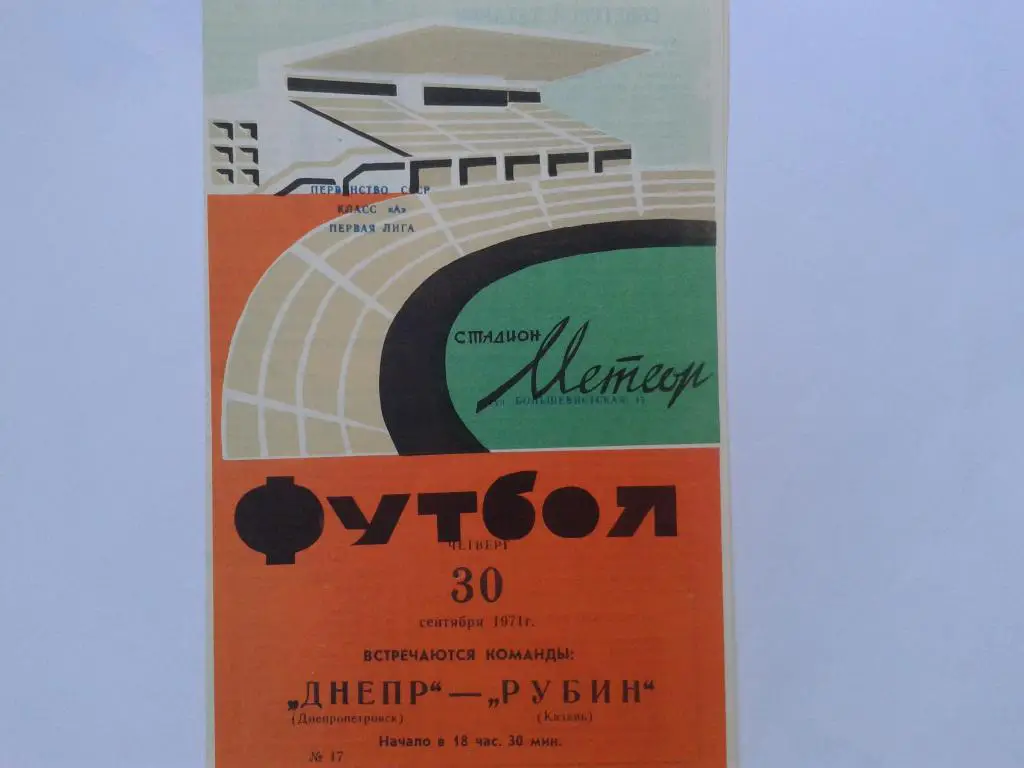 ПЕРВЕНСТВО СССР
КЛАСС «А»
ПЕРВАЯ ЛИГА
СТАДИОН
Метеор
БОЛЬШЕВИСТСКАЯ
ФУТБОЛ
ЧЕТВЕРГ
30
сентября 1971г.
ВСТРЕЧАЮТСЯ КОМАНДЫ:
„ДНЕПР“ — „РУБИН“
(Днепропетровск) (Казань)
Начало в 18 час. 30 мин.
№ 17